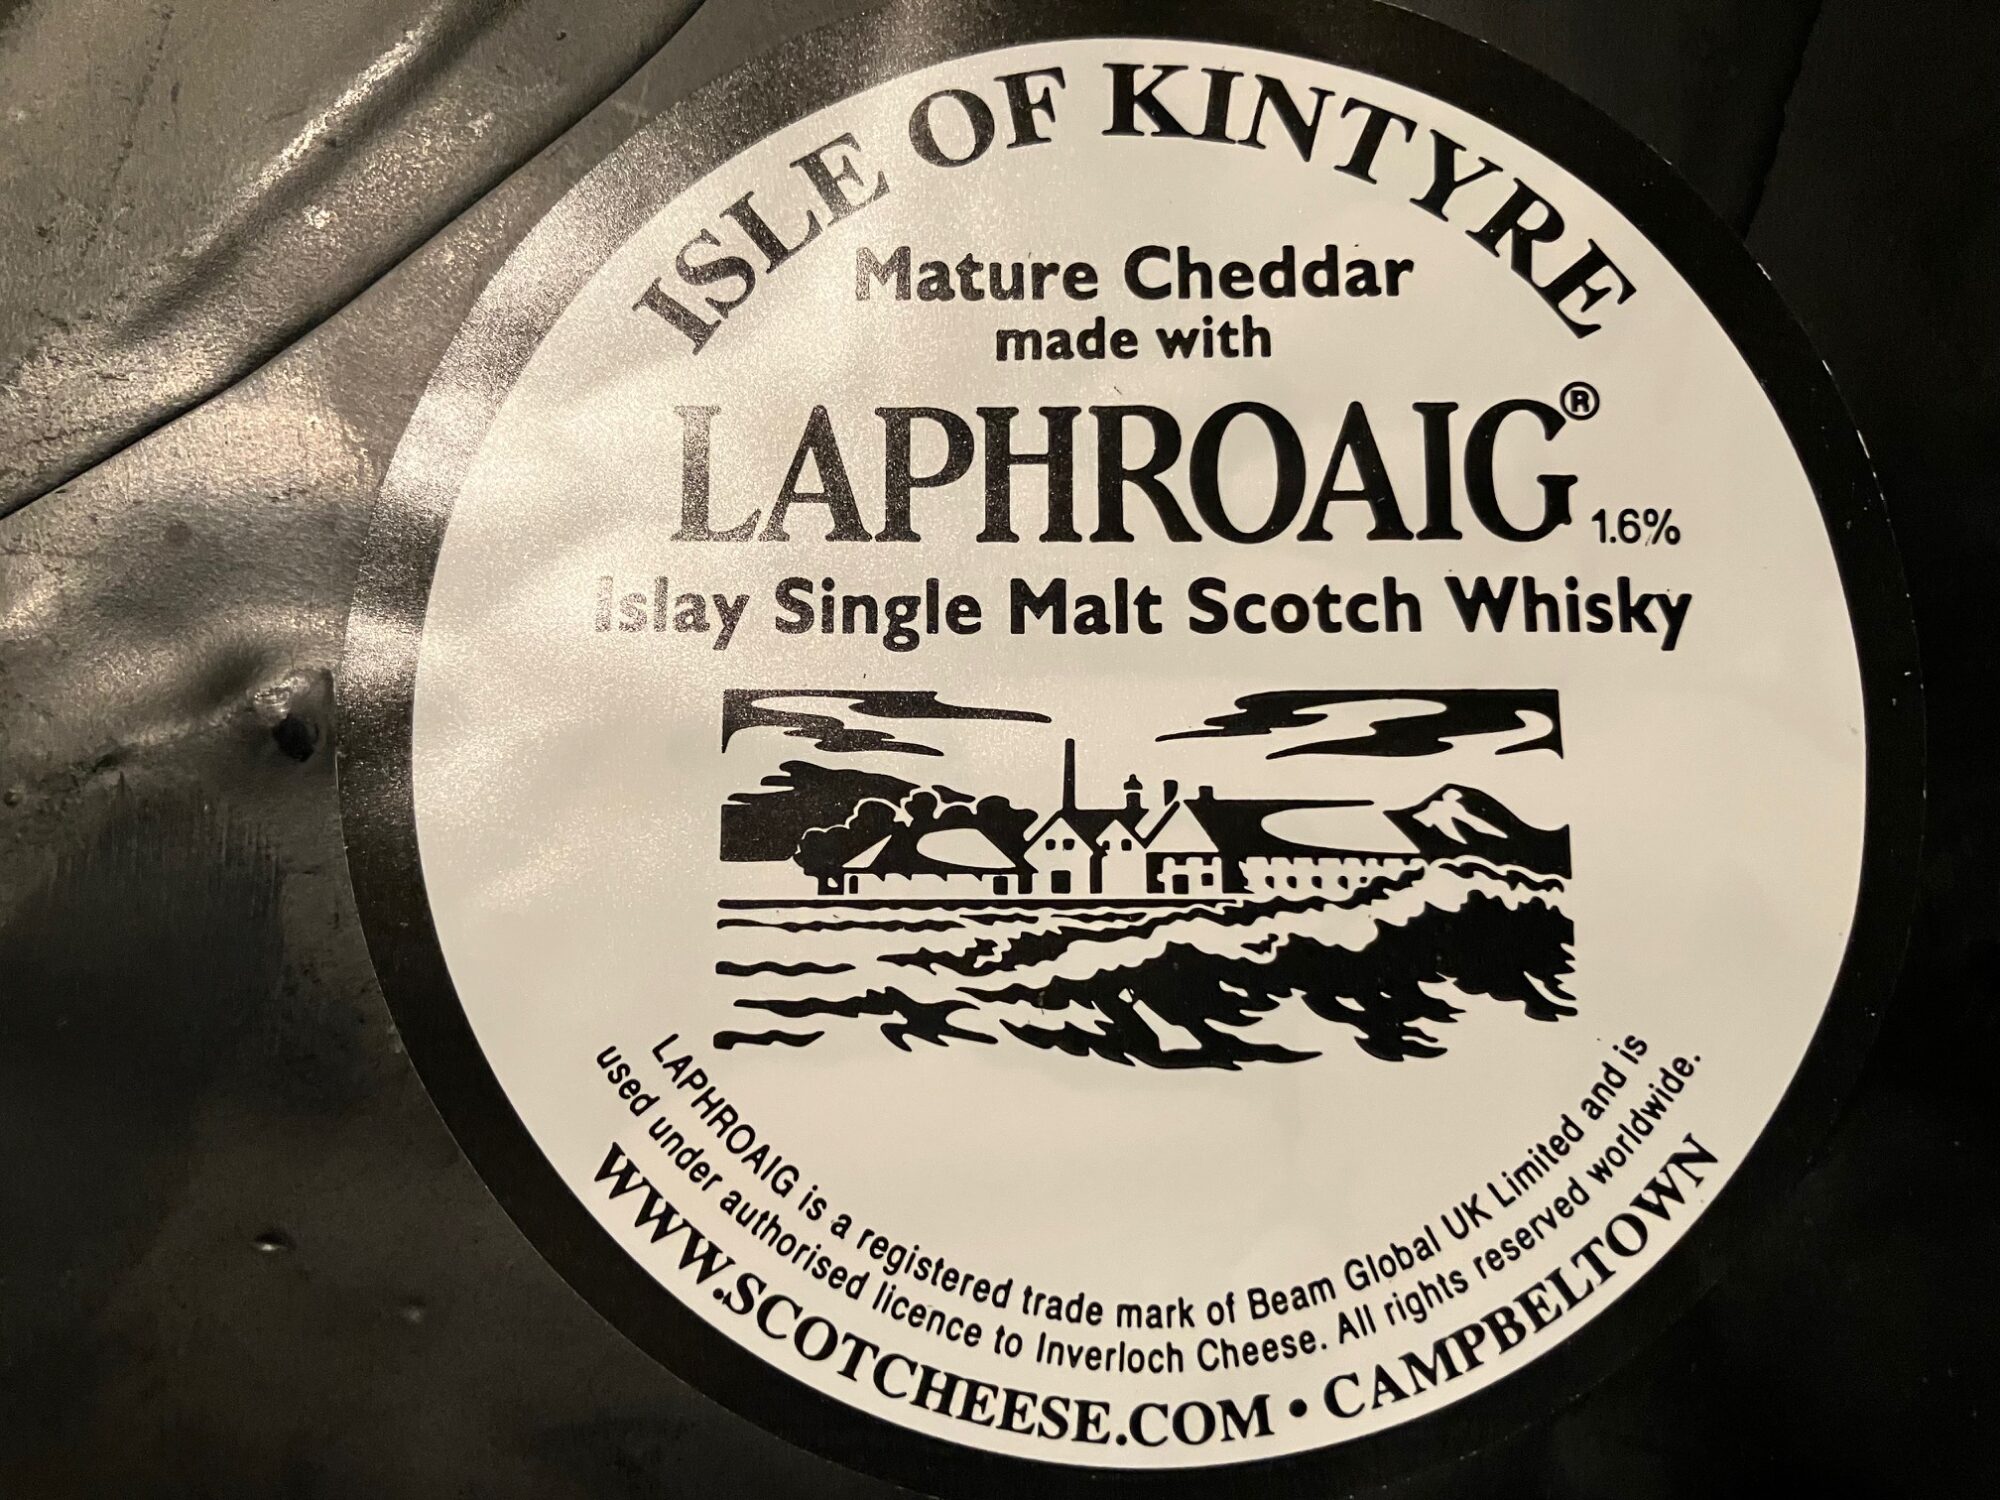 ISLE OF KINTYRE
Mature Cheddar
made with
LAPHROAIG® 1.6%
Islay Single Malt Scotch Whisky
LAPHROAIG is a registered trade mark of Beam Global UK Limited and is
used under authorised licence to Inverloch Cheese. All rights reserved worldwide.
WWW.SCOTCHEESE.COM • CAMPBELTOWN